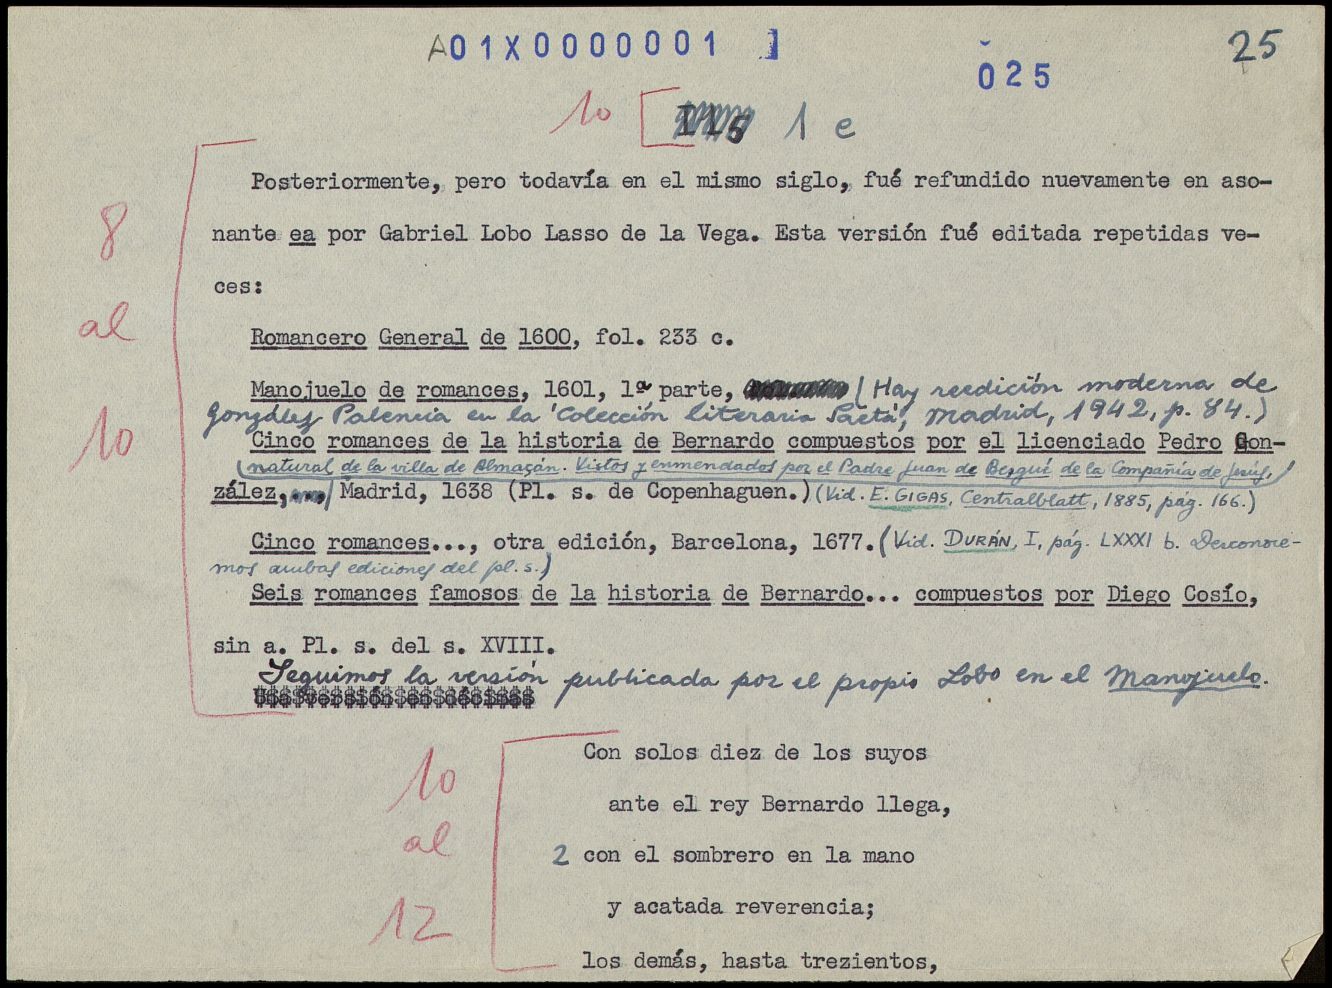 A01X0000001 1
025
25
10 1 e
Posteriormente, pero todavía en el mismo siglo, fué refundido nuevamente en aso-
8
nante ea por Gabriel Lobo Lasso de la Vega. Esta versión fué editada repetidas ve-
ces:
al
Romancero General de 1600, fol. 233 c.
Manojuelo de romances, 1601, 1ª parte, (Hay reedición moderna de
González Palencia en la 'Colección Literaria Saeta', Madrid, 1942, p. 84.)
10
Cinco romances de la historia de Bernardo compuestos por el licenciado Pedro Gon-
(natural de la villa de Almazán. Vistos y enmendados por el Padre Juan de de la Compañía de Jesús,)
zález, Madrid, 1638 (Pl. s. de Copenhaguen.) (Vid. E. GIGAS, Centralblatt, 1885, pág. 166.)
Cinco romances..., otra edición, Barcelona, 1677. (Vid. DURÁN, I, pág. LXXXI b. Desconoce-
mos ambas ediciones del pl. s.)
Seis romances famosos de la historia de Bernardo... compuestos por Diego Cosío,
sin a. Pl. s. del s. XVIII.
Seguimos la versión publicada por el propio Lobo en el Manojuelo.
Una versión en décimas
Con solos diez de los suyos
10
ante el rey Bernardo llega,
al
2 con el sombrero en la mano
12
y acatada reverencia;
los demás, hasta trezientos,